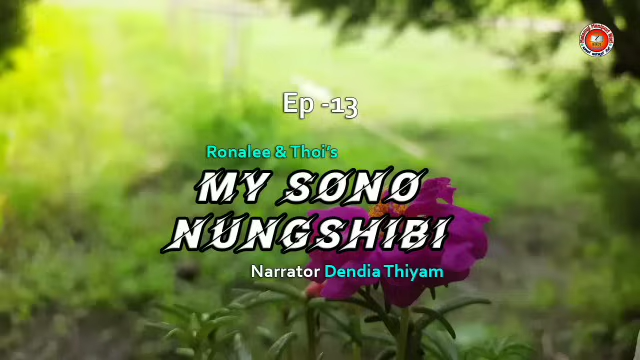 Ep -13
Ronalee & Thoi's
MY SONO
NUNGSHIBI
Narrator Dendia Thiyam